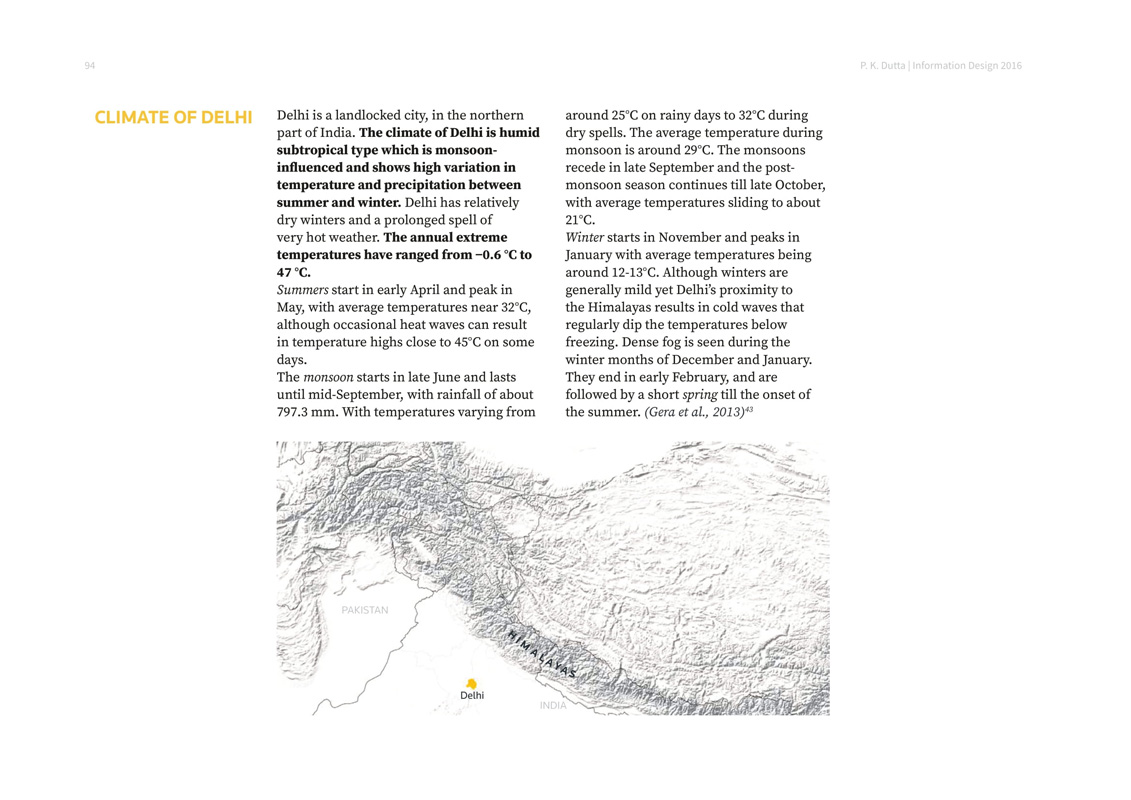 94
P. K. Dutta | Information Design 2016
CLIMATE OF DELHI
Delhi is a landlocked city, in the northern
part of India. The climate of Delhi is humid
subtropical type which is monsoon-
influenced and shows high variation in
temperature and precipitation between
summer and winter. Delhi has relatively
dry winters and a prolonged spell of
very hot weather. The annual extreme
temperatures have ranged from −0.6 °C to
47 °C.
Summers start in early April and peak in
May, with average temperatures near 32°C,
although occasional heat waves can result
in temperature highs close to 45°C on some
days.
The monsoon starts in late June and lasts
until mid-September, with rainfall of about
797.3 mm. With temperatures varying from
around 25°C on rainy days to 32°C during
dry spells. The average temperature during
monsoon is around 29°C. The monsoons
recede in late September and the post-
monsoon season continues till late October,
with average temperatures sliding to about
21°C.
Winter starts in November and peaks in
January with average temperatures being
around 12-13°C. Although winters are
generally mild yet Delhi’s proximity to
the Himalayas results in cold waves that
regularly dip the temperatures below
freezing. Dense fog is seen during the
winter months of December and January.
They end in early February, and are
followed by a short spring till the onset of
the summer. (Gera et al., 2013)43
PAKISTAN
HIMALAYAS
Delhi
INDIA